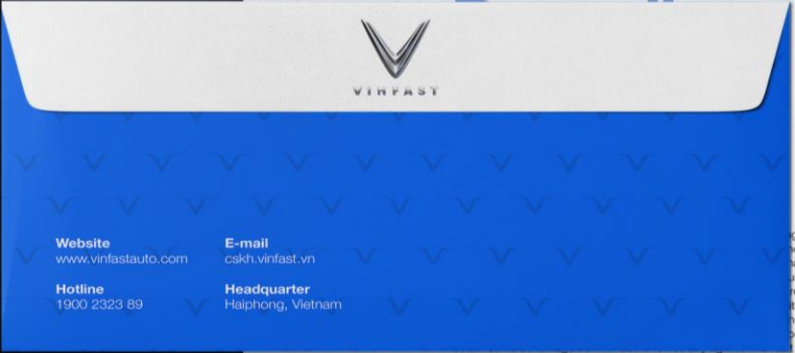 VINFAST
Website
www.vinfastauto.com
E-mail
cskh.vinfast.vn
Hotline
1900 2323 89
Headquarter
Haiphong, Vietnam